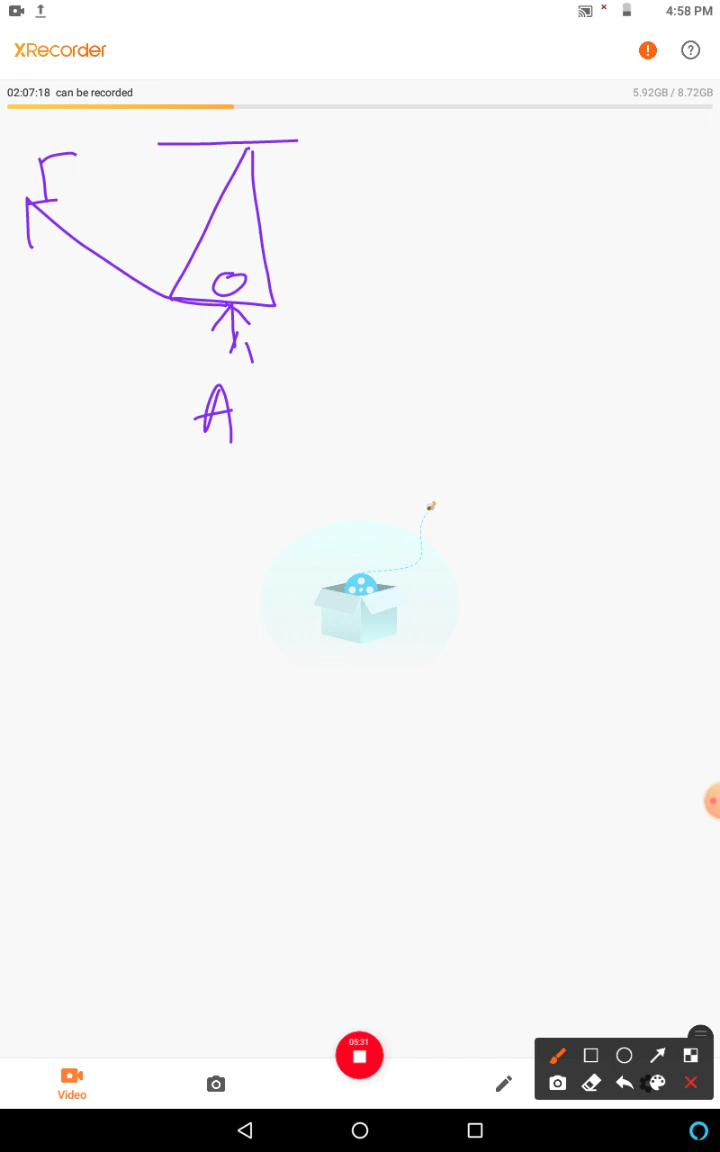 4:58 PM
XRecorder
02:07:18 can be recorded
5.92GB / 8.72GB
A
05:31
Video